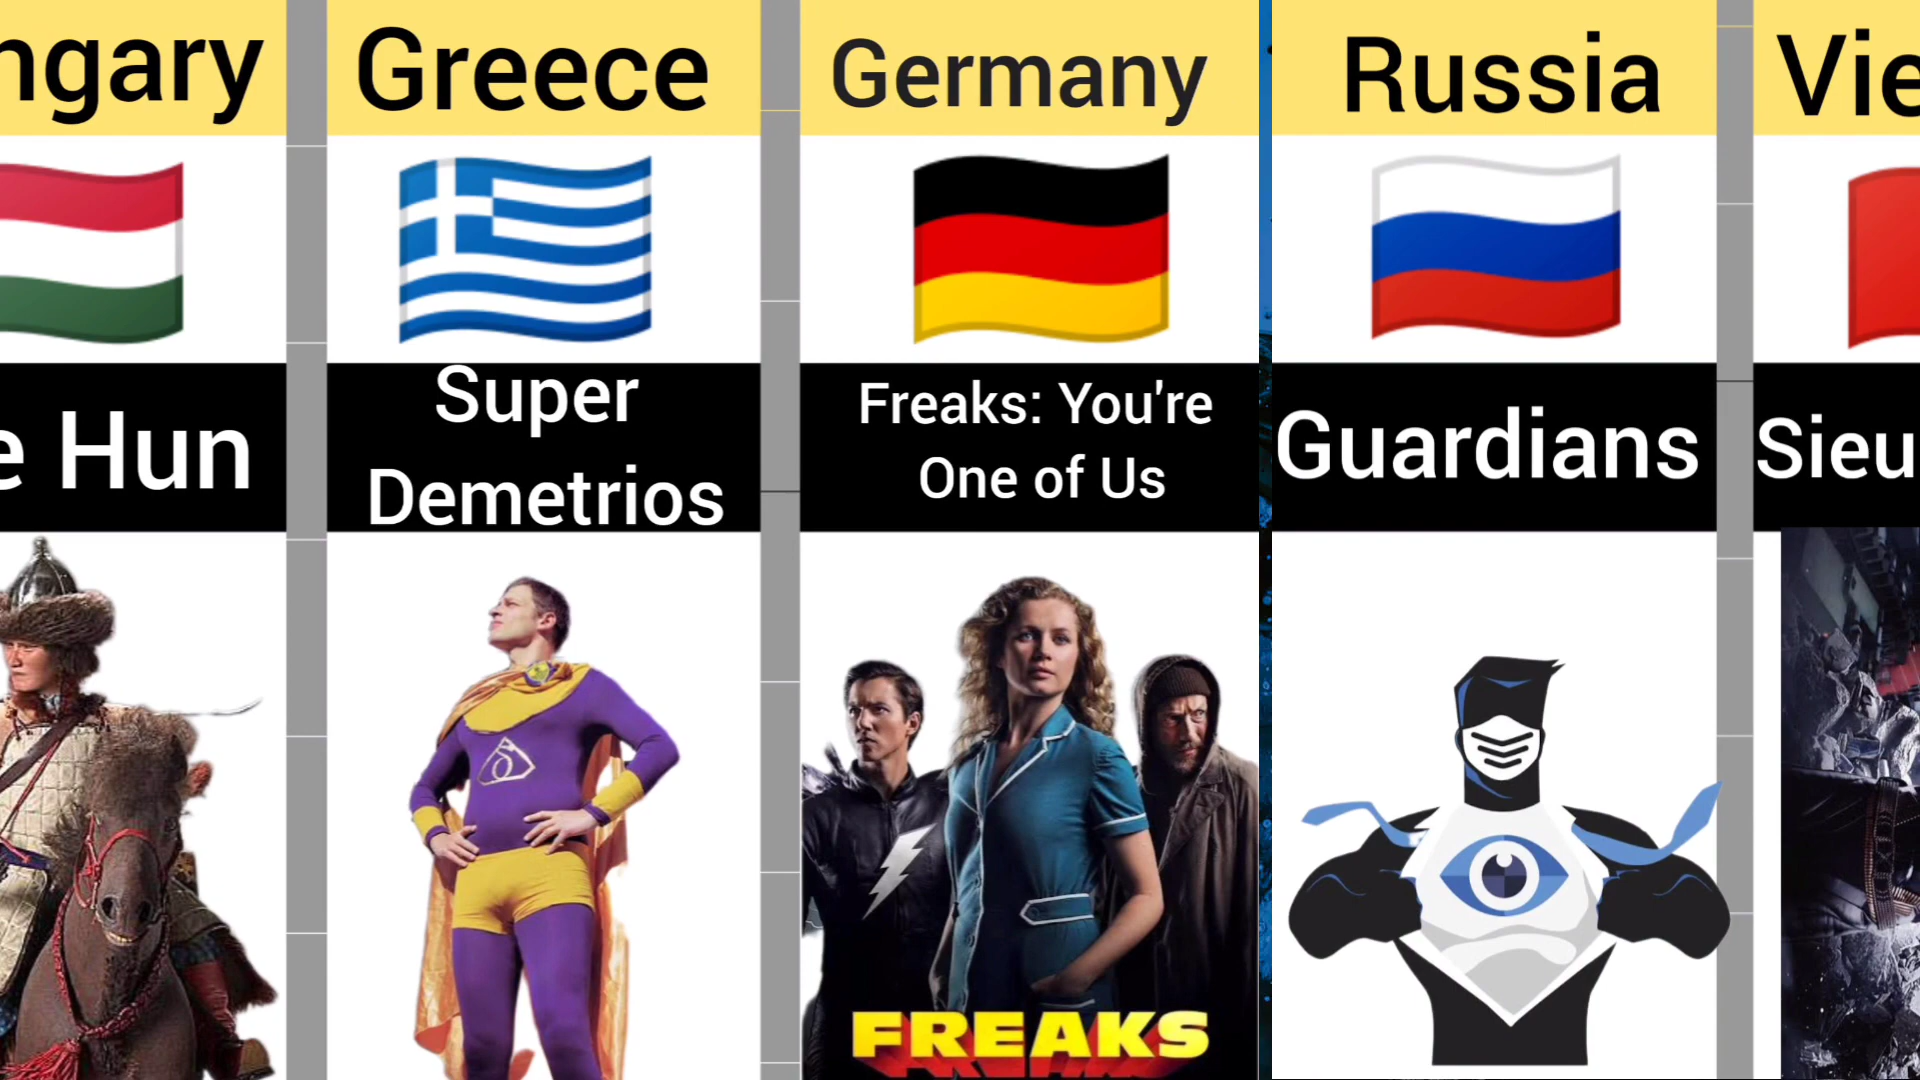 ngary
Greece
Germany
Russia
Vie
e Hun
Super
Demetrios
Freaks: You're
One of Us
Guardians
Sieu
FREAKS